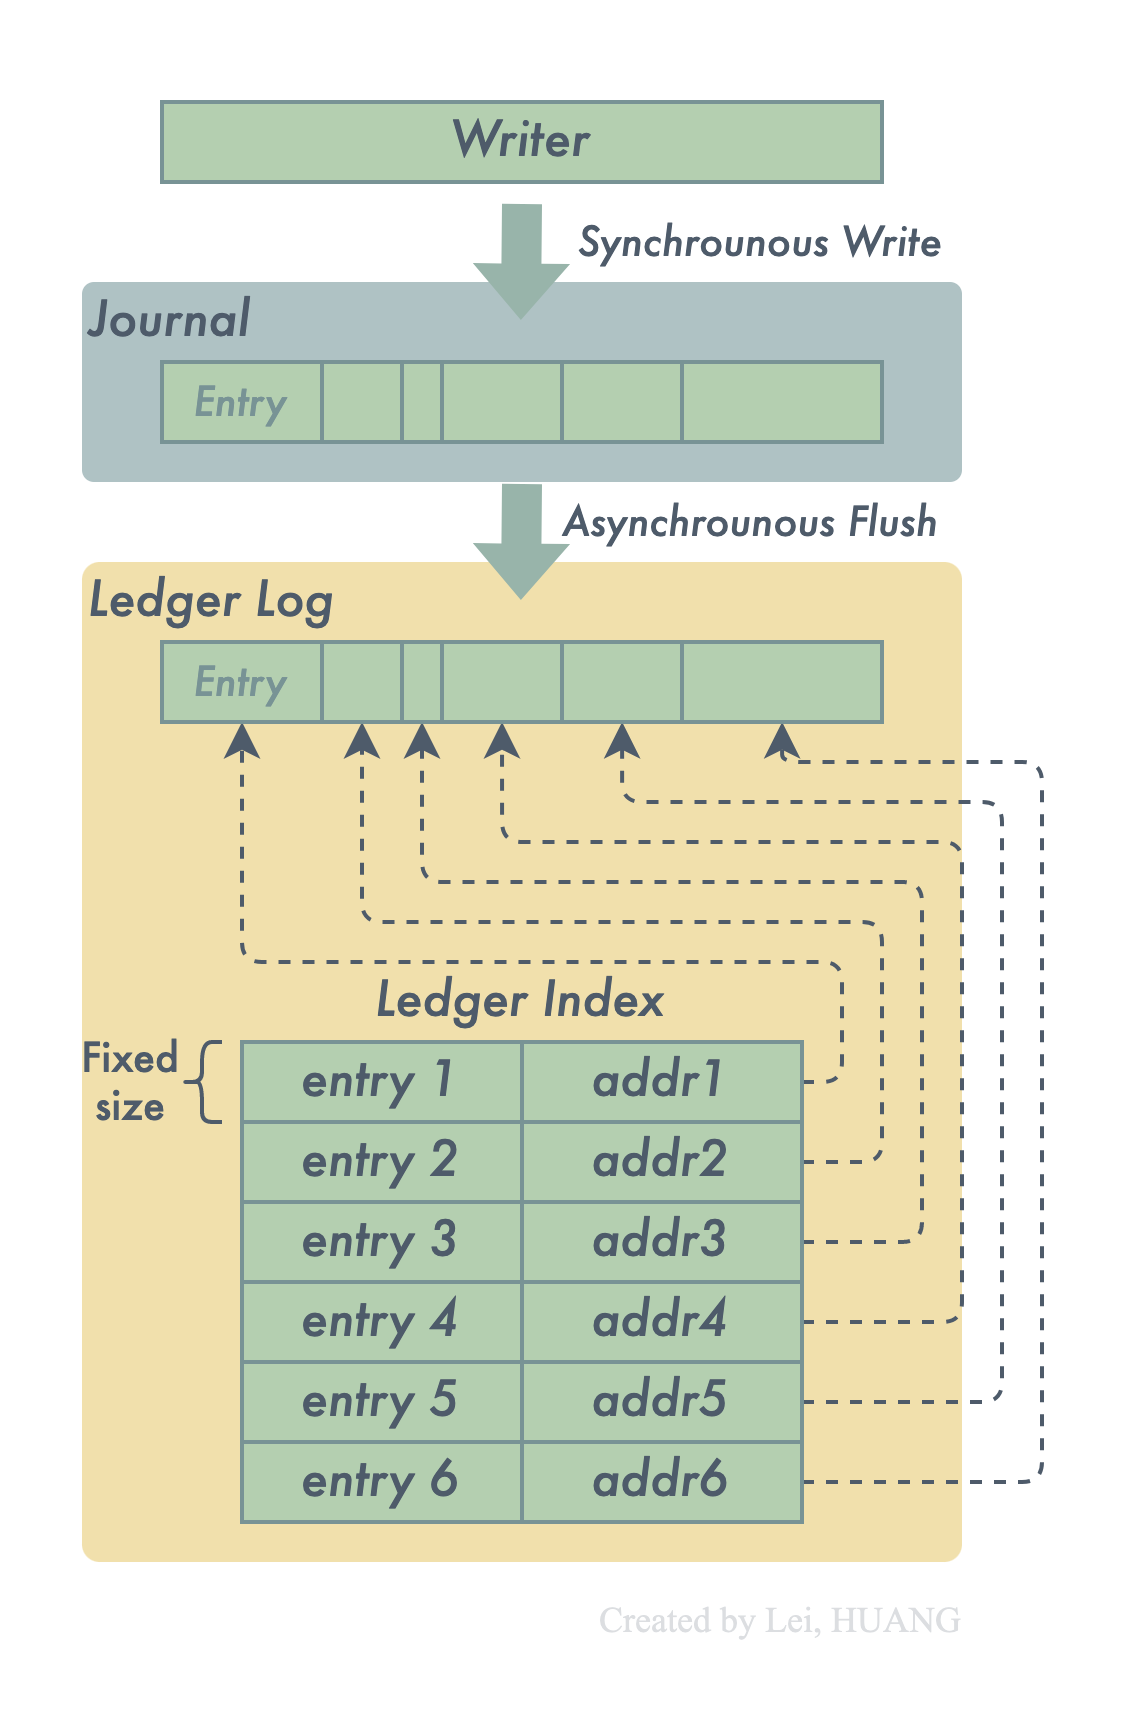 Writer
Synchrounous Write
Journal
Entry
Asynchrounous Flush
Ledger Log
Entry
Ledger Index
Fixed
size
entry 1 addr1
entry 2 addr2
entry 3 addr3
entry 4 addr4
entry 5 addr5
entry 6 addr6
Created by Lei, HUANG